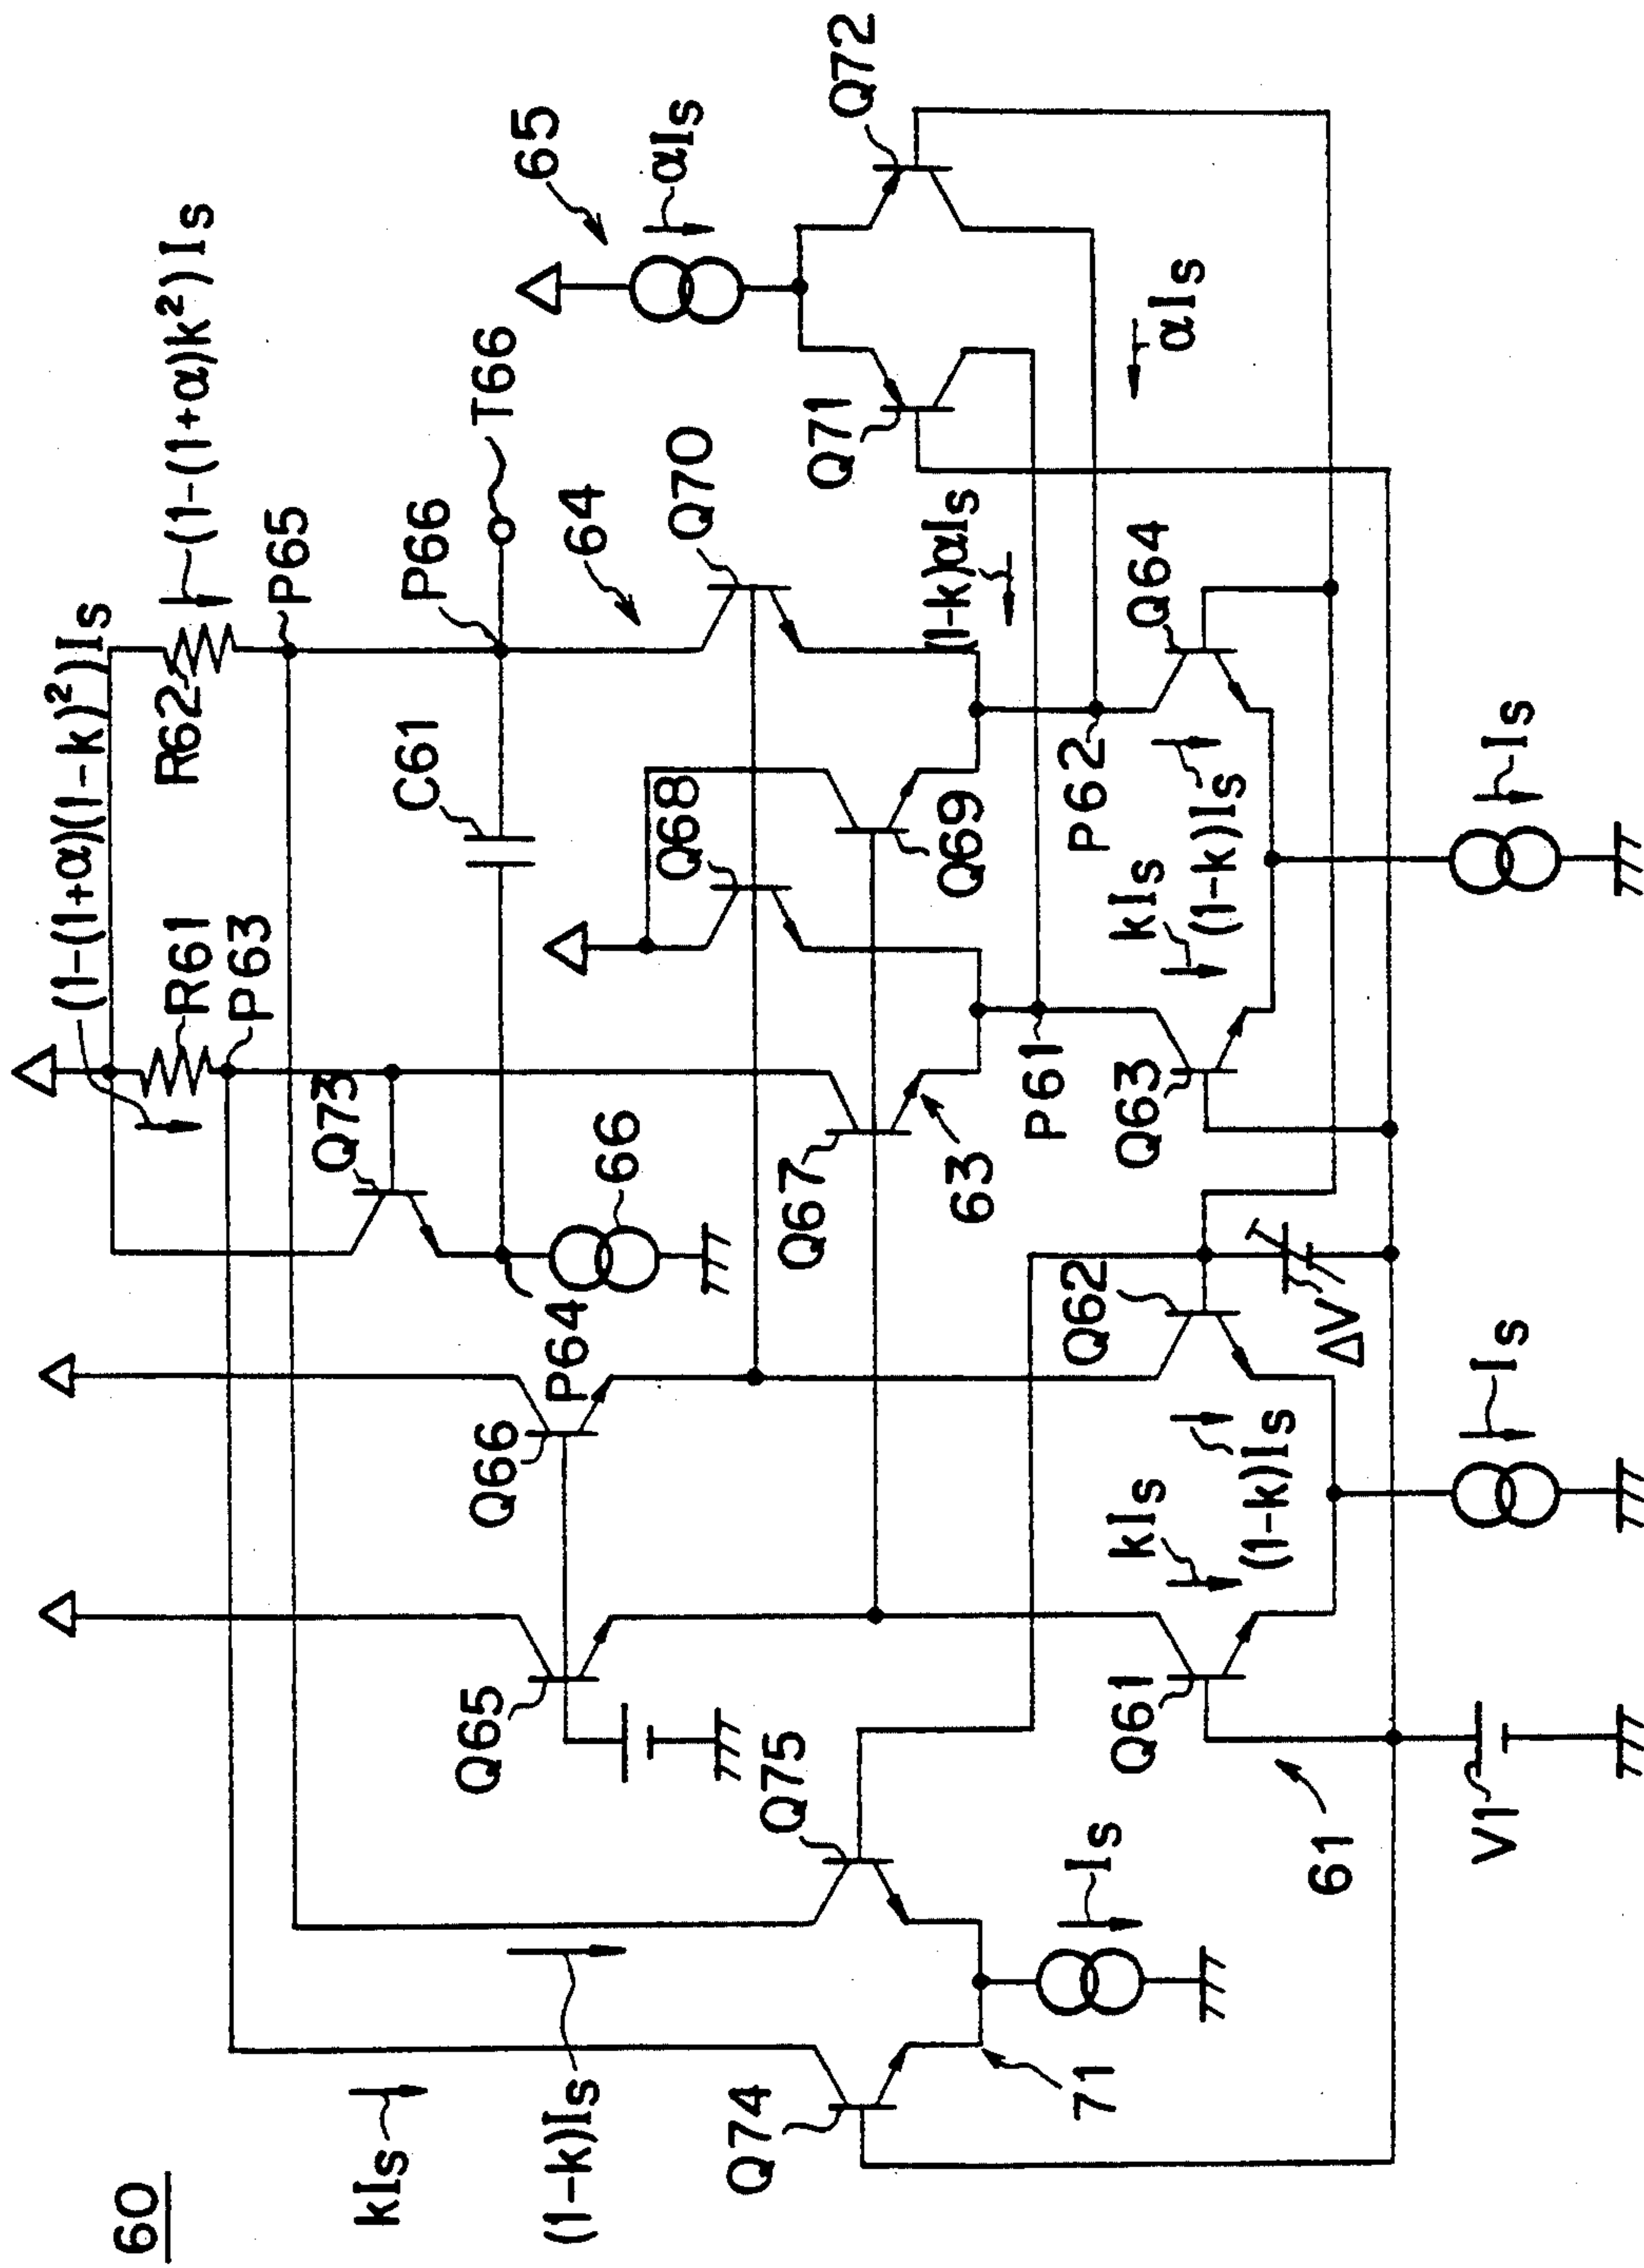 60
(1-(1+α)(1-k)²)Is
(1-(1+α)k²)Is
R61
R62
P63
P65
kIs
(1-k)Is
Q73
C61
P66
T66
65
αIs
Q65
Q66
P64
66
64
Q72
Q75
Q67
Q68
Q70
Q71
63
Q69
(1-k)αIs
αIs
Q74
71
Is
Q61
kIs
(1-k)Is
Q62
P61
P62
Q63
kIs
(1-k)Is
Q64
61
ΔV
V1
Is
Is